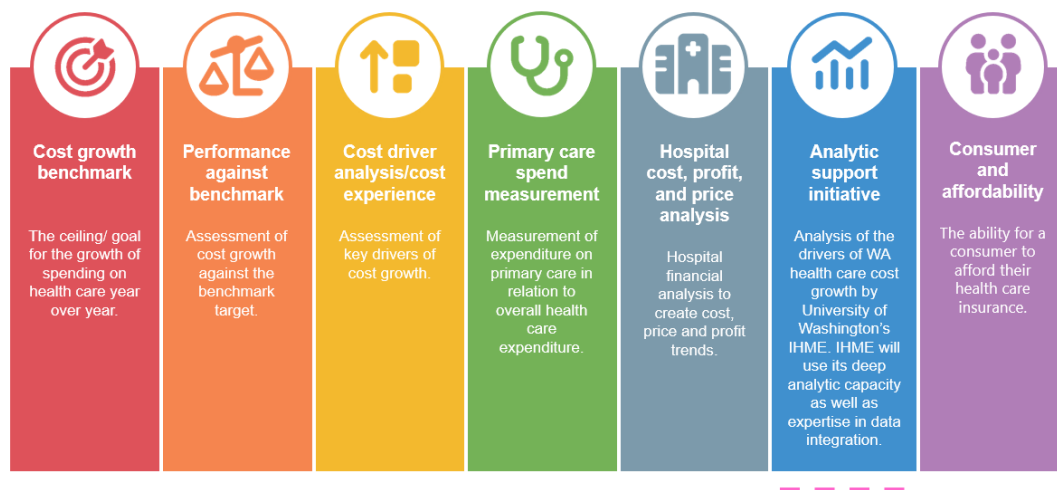 Cost growth
benchmark
The ceiling/ goal
for the growth of
spending on
health care year
over year.
Performance
against
benchmark
Assessment of
cost growth
against the
benchmark
target.
Cost driver
analysis/cost
experience
Assessment of
key drivers of
cost growth.
Primary care
spend
measurement
Measurement of
expenditure on
primary care in
relation to
overall health
care
expenditure.
Hospital
cost, profit,
and price
analysis
Hospital
financial
analysis to
create cost,
price and profit
trends.
Analytic
support
initiative
Analysis of the
drivers of WA
health care cost
growth by
University of
Washington's
IHME. IHME will
use its deep
analytic capacity
as well as
expertise in data
integration.
Consumer
and
affordability
The ability for a
consumer to
afford their
health care
insurance.